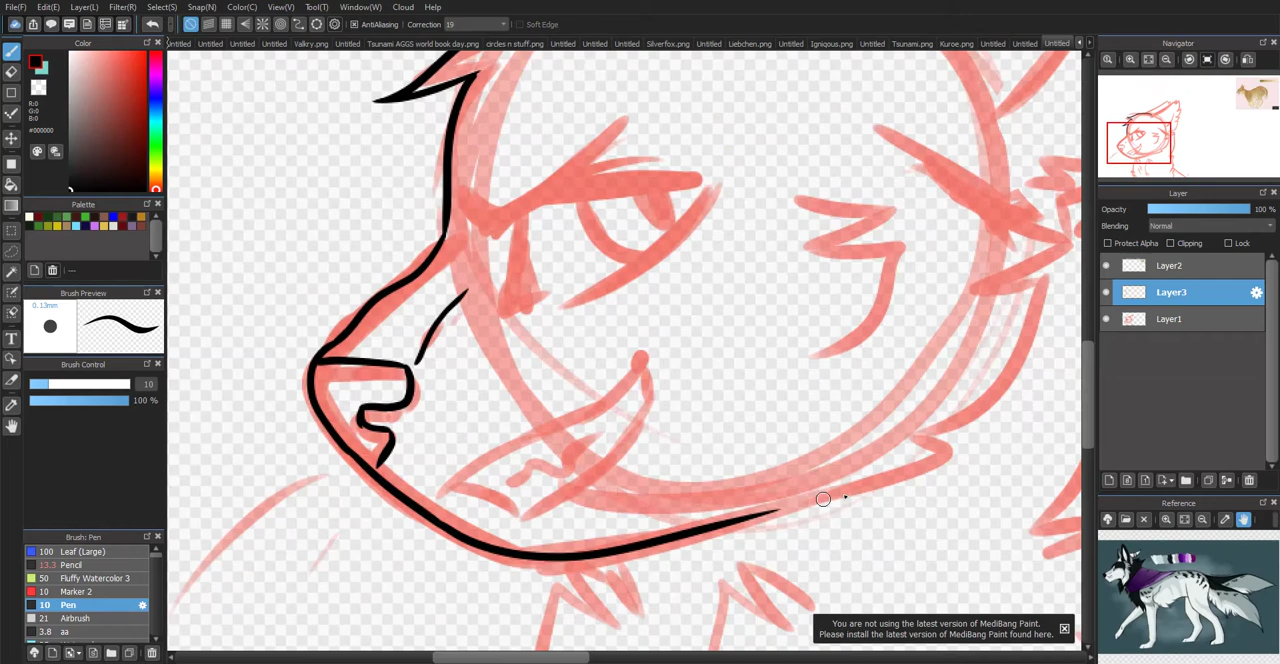 File(F) Edit(E) Layer(L) Filter(R) Select(S) Snap(N) Color(C) View(V) Tool(T) Window(W) Cloud Help
AntiAliasing Correction 19 Soft Edge
Untitled Untitled Untitled Valkry.png Untitled Tsunami AGGS world book day.png circles n stuff.png Untitled Untitled Untitled Silverfox.png Untitled Liebchen.png Untitled Igniqous.png Untitled Tsunami.png Kuroe.png Untitled Untitled Untitled
Color
R:0
G:0
B:0
#000000
Palette
---
Brush Preview
0.13mm
Brush Control
10
100 %
Brush: Pen
100 Leaf (Large)
13.3 Pencil
50 Fluffy Watercolor 3
10 Marker 2
10 Pen
21 Airbrush
3.8 aa
Navigator
Layer
Opacity 100 %
Blending Normal
Protect Alpha Clipping Lock
Layer2
Layer3
Layer1
Reference
You are not using the latest version of MediBang Paint.
Please install the latest version of MediBang Paint found here.